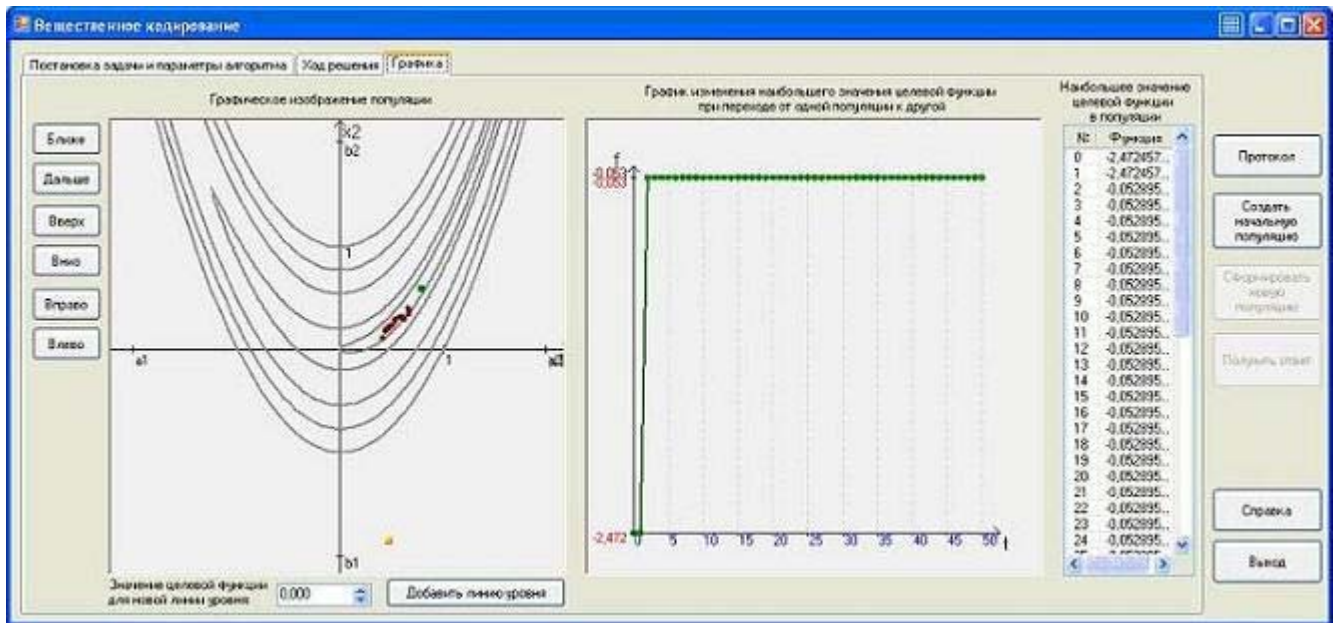 Вещественное кодирование
Постановка задачи и параметры алгоритма
Ход решения
Графика
Графическое изображение популяции
Ближе
Дальше
Вверх
Вниз
Вправо
Влево
x2
b2
1
a1
1
b1
Значение целевой функции
для новой линии уровня
0.000
Добавить линию уровня
График изменения наибольшего значения целевой функции
при переходе от одной популяции к другой
f
-0,053
-0,053
-2,472
0 5 10 15 20 25 30 35 40 45 50 t
Наибольшее значение
целевой функции
в популяции
№ Функция
0 -2,472457...
1 -2,472457...
2 -0,052895...
3 -0,052895...
4 -0,052895...
5 -0,052895...
6 -0,052895...
7 -0,052895...
8 -0,052895...
9 -0,052895...
10 -0,052895...
11 -0,052895...
12 -0,052895...
13 -0,052895...
14 -0,052895...
15 -0,052895...
16 -0,052895...
17 -0,052895...
18 -0,052895...
19 -0,052895...
20 -0,052895...
21 -0,052895...
22 -0,052895...
23 -0,052895...
24 -0,052895...
Протокол
Создать
начальную
популяцию
Сформировать
новую
популяцию
Получить ответ
Справка
Выход